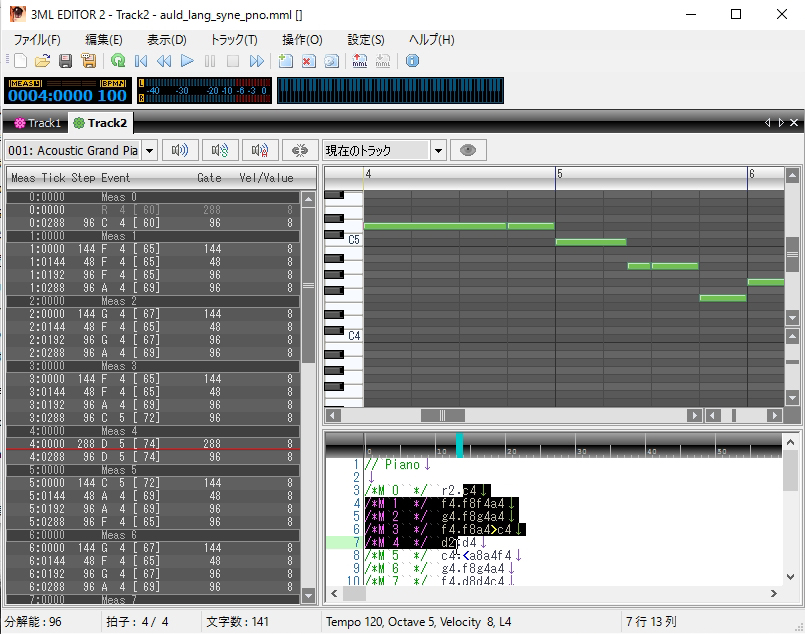 3ML EDITOR 2 - Track2 - auld_lang_syne_pno.mml []
ファイル(F) 編集(E) 表示(D) トラック(T) 操作(O) 設定(S) ヘルプ(H)
MEAS BPM
0004:0000 100
L -40 -30 -20 -10 -6 -3 0
R
Track1 Track2
001: Acoustic Grand Pia
現在のトラック
Meas Tick Step Event Gate Vel/Value
0:0000 Meas 0
0:0000 R 4 [ 60] 288 8
0:0288 96 C 4 [ 60] 96 8
1:0000 Meas 1
1:0000 144 F 4 [ 65] 144 8
1:0144 48 F 4 [ 65] 48 8
1:0192 96 F 4 [ 65] 96 8
1:0288 96 A 4 [ 69] 96 8
2:0000 Meas 2
2:0000 144 G 4 [ 67] 144 8
2:0144 48 F 4 [ 65] 48 8
2:0192 96 G 4 [ 67] 96 8
2:0288 96 A 4 [ 69] 96 8
3:0000 Meas 3
3:0000 144 F 4 [ 65] 144 8
3:0144 48 F 4 [ 65] 48 8
3:0192 96 A 4 [ 69] 96 8
3:0288 96 C 5 [ 72] 96 8
4:0000 Meas 4
4:0000 288 D 5 [ 74] 288 8
4:0288 96 D 5 [ 74] 96 8
5:0000 Meas 5
5:0000 144 C 5 [ 72] 144 8
5:0144 48 A 4 [ 69] 48 8
5:0192 96 A 4 [ 69] 96 8
5:0288 96 F 4 [ 65] 96 8
6:0000 Meas 6
6:0000 144 G 4 [ 67] 144 8
6:0144 48 F 4 [ 65] 48 8
6:0192 96 G 4 [ 67] 96 8
6:0288 96 A 4 [ 69] 96 8
7:0000 Meas 7
4 5 6
C5
C4
0 10 20 30 40 50
1 // Piano↓
2 ↓
3 /*M 0 */ r2.c4↓
4 /*M 1 */ f4.f8f4a4↓
5 /*M 2 */ g4.f8g4a4↓
6 /*M 3 */ f4.f8a4>c4↓
7 /*M 4 */ d2.d4↓
8 /*M 5 */ c4.<a8a4f4↓
9 /*M 6 */ g4.f8g4a4↓
10 /*M 7 */ f4.d8d4c4↓
分解能 : 96 拍子 : 4 / 4 文字数 : 141 Tempo 120, Octave 5, Velocity 8, L4 7 行 13 列